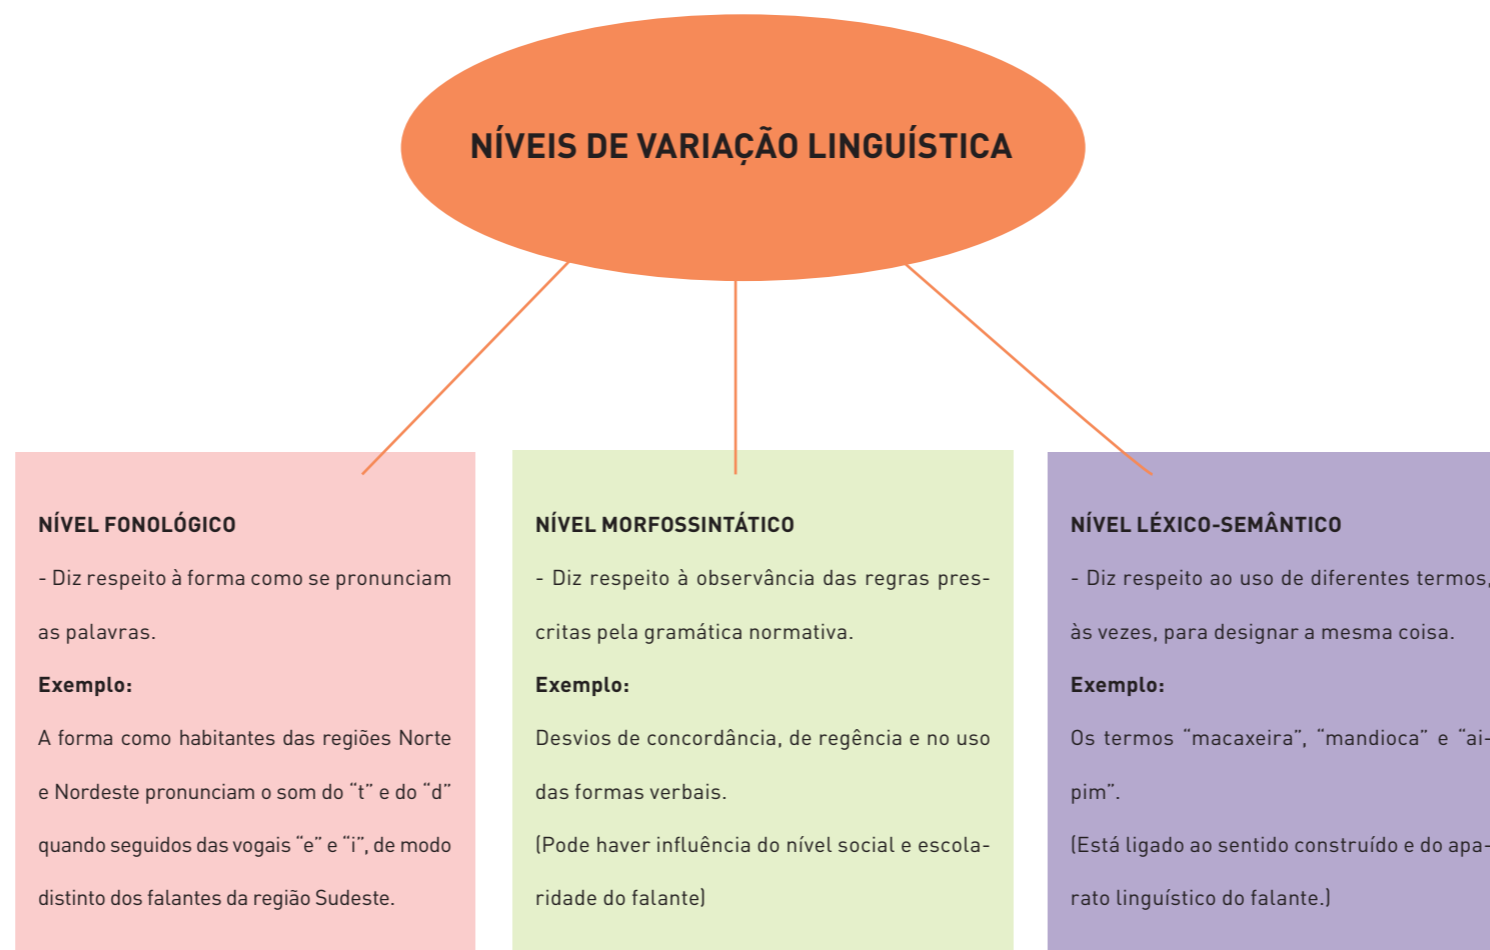 NÍVEIS DE VARIAÇÃO LINGUÍSTICA
NÍVEL FONOLÓGICO
- Diz respeito à forma como se pronunciam
as palavras.
Exemplo:
A forma como habitantes das regiões Norte
e Nordeste pronunciam o som do “t” e do “d”
quando seguidos das vogais “e” e “i”, de modo
distinto dos falantes da região Sudeste.
NÍVEL MORFOSSINTÁTICO
- Diz respeito à observância das regras pres-
critas pela gramática normativa.
Exemplo:
Desvios de concordância, de regência e no uso
das formas verbais.
(Pode haver influência do nível social e escola-
ridade do falante)
NÍVEL LÉXICO-SEMÂNTICO
- Diz respeito ao uso de diferentes termos,
às vezes, para designar a mesma coisa.
Exemplo:
Os termos “macaxeira”, “mandioca” e “ai-
pim”.
(Está ligado ao sentido construído e do apa-
rato linguístico do falante.)